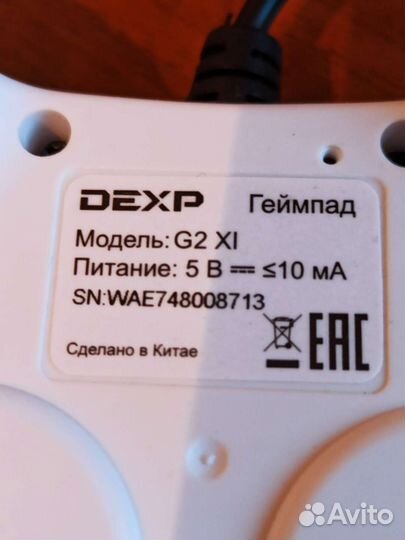 DEXP Геймпад
Модель: G2 XI
Питание: 5 В ≤10 мА
SN:WAE748008713
Сделано в Китае
EAC
Avito